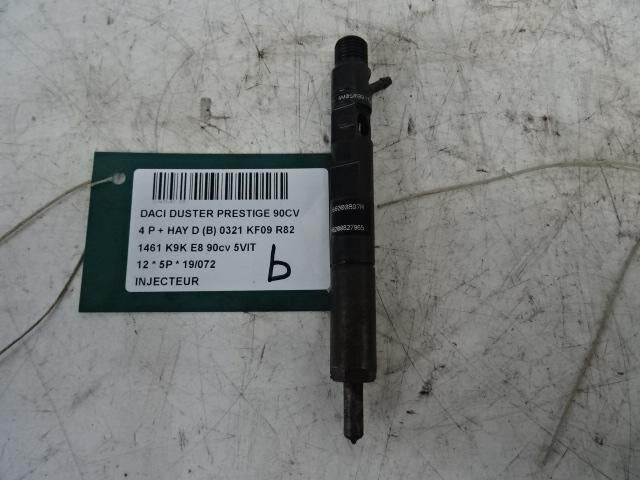 DACI DUSTER PRESTIGE 90CV
4 P + HAY D (B) 0321 KF09 R82
1461 K9K E8 90cv 5VIT
12 * 5P * 19/072
INJECTEUR
b